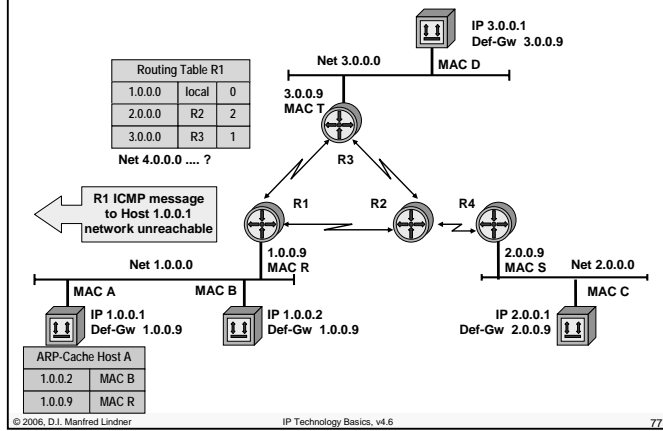 IP 3.0.0.1
Def-Gw 3.0.0.9
Net 3.0.0.0
MAC D
Routing Table R1
1.0.0.0 local 0
2.0.0.0 R2 2
3.0.0.0 R3 1
Net 4.0.0.0 .... ?
3.0.0.9
MAC T
R3
R1 ICMP message
to Host 1.0.0.1
network unreachable
R1
R2
R4
1.0.0.9
MAC R
2.0.0.9
MAC S
Net 1.0.0.0
Net 2.0.0.0
MAC A
MAC B
MAC C
IP 1.0.0.1
Def-Gw 1.0.0.9
IP 1.0.0.2
Def-Gw 1.0.0.9
IP 2.0.0.1
Def-Gw 2.0.0.9
ARP-Cache Host A
1.0.0.2 MAC B
1.0.0.9 MAC R
© 2006, D.I. Manfred Lindner
IP Technology Basics, v4.6
77